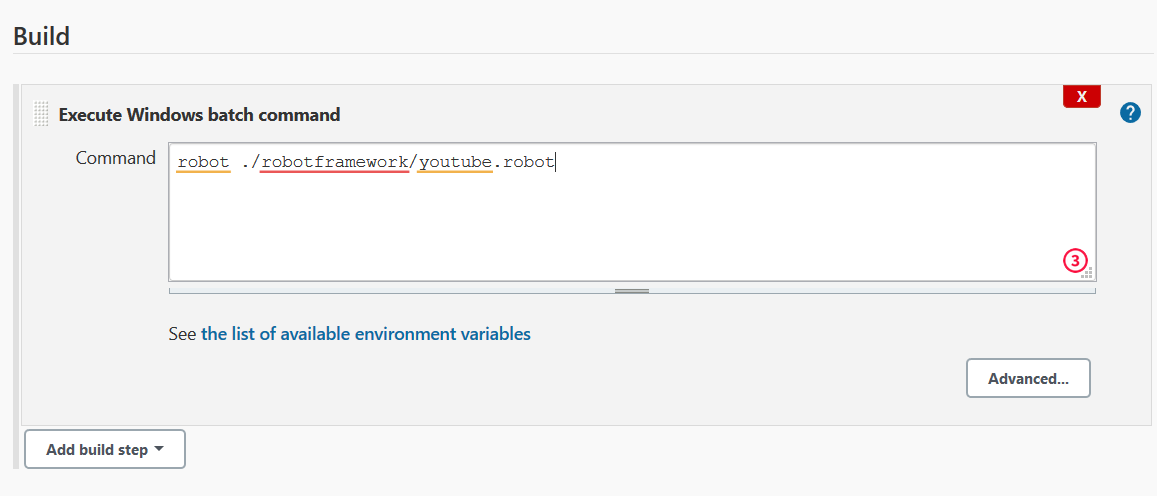 Build
Execute Windows batch command
X
?
Command
robot ./robotframework/youtube.robot
3
See the list of available environment variables
Advanced...
Add build step